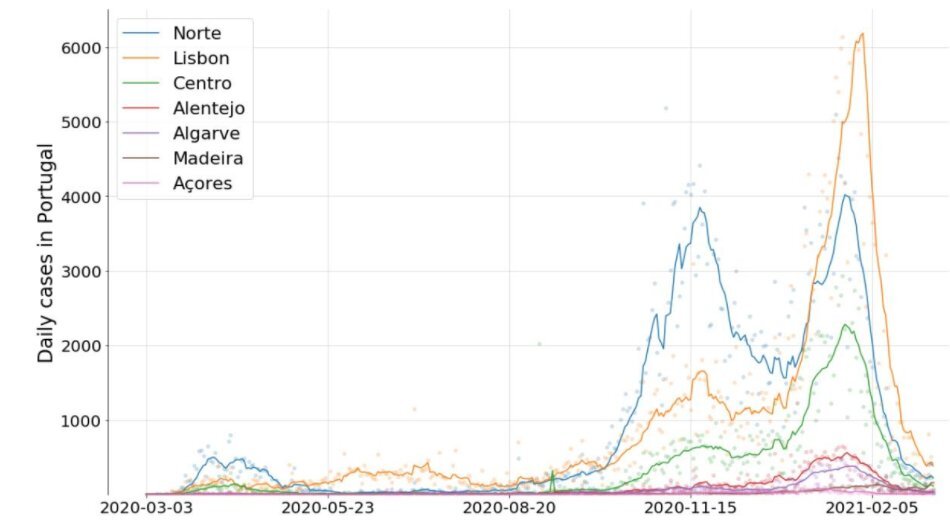 Norte
Lisbon
Centro
Alentejo
Algarve
Madeira
Açores
Daily cases in Portugal
6000
5000
4000
3000
2000
1000
2020-03-03 2020-05-23 2020-08-20 2020-11-15 2021-02-05